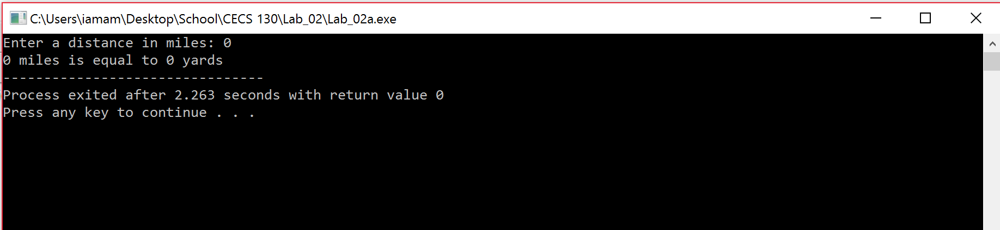 C:\Users\iamam\Desktop\School\CECS 130\Lab_02\Lab_02a.exe
Enter a distance in miles: 0
0 miles is equal to 0 yards
--------------------------------
Process exited after 2.263 seconds with return value 0
Press any key to continue . . .